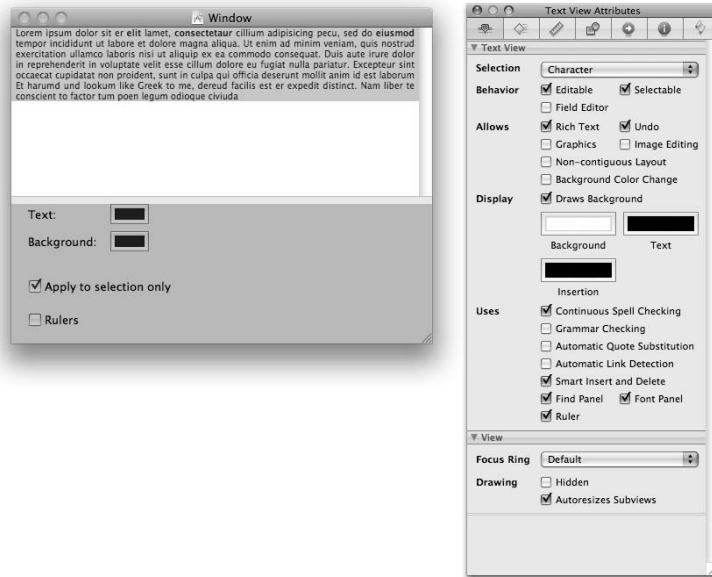 Window
Lorem ipsum dolor sit er elit lamet, consectetaur cillium adipisicing pecu, sed do eiusmod
tempor incididunt ut labore et dolore magna aliqua. Ut enim ad minim veniam, quis nostrud
exercitation ullamco laboris nisi ut aliquip ex ea commodo consequat. Duis aute irure dolor
in reprehenderit in voluptate velit esse cillum dolore eu fugiat nulla pariatur. Excepteur sint
occaecat cupidatat non proident, sunt in culpa qui officia deserunt mollit anim id est laborum
Et harumd und lookum like Greek to me, dereud facilis est er expedit distinct. Nam liber te
conscient to factor tum poen legum odioque civiuda
Text:
Background:
Apply to selection only
Rulers
Text View Attributes
Text View
Selection Character
Behavior Editable Selectable
Field Editor
Allows Rich Text Undo
Graphics Image Editing
Non-contiguous Layout
Background Color Change
Display Draws Background
Background Text
Insertion
Uses Continuous Spell Checking
Grammar Checking
Automatic Quote Substitution
Automatic Link Detection
Smart Insert and Delete
Find Panel Font Panel
Ruler
View
Focus Ring Default
Drawing Hidden
Autoresizes Subviews